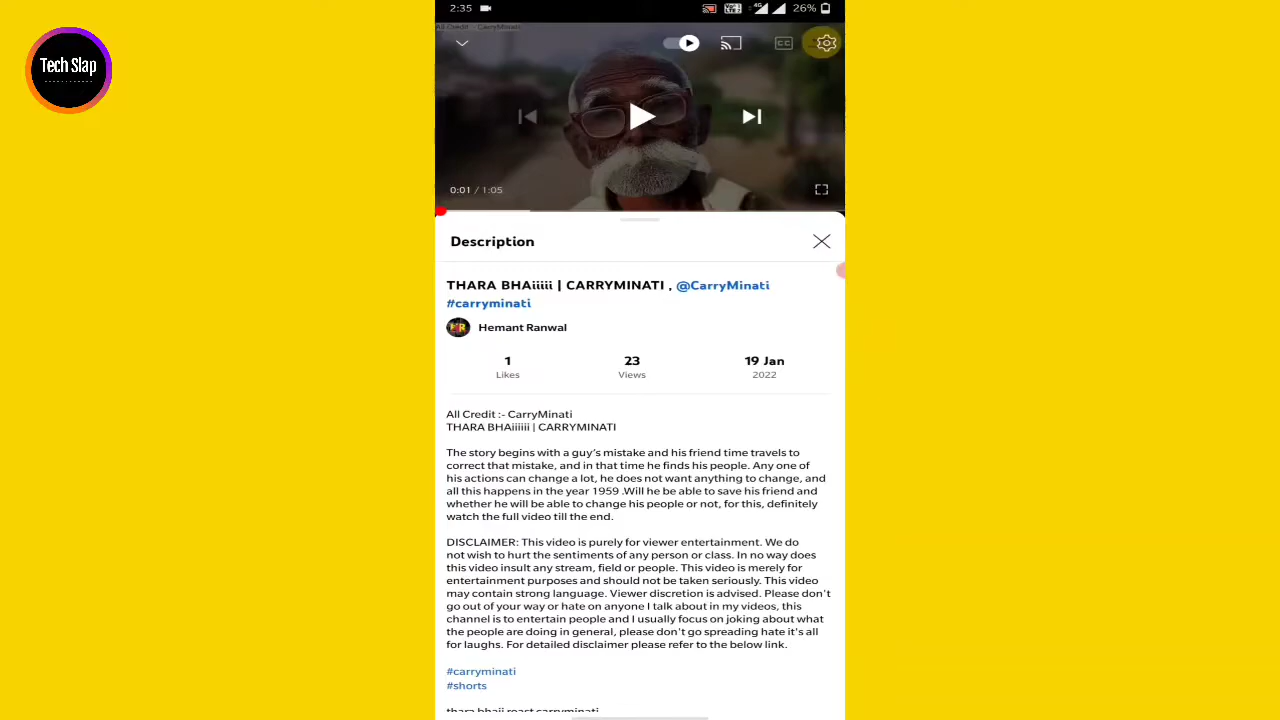 2:35
26%
Tech Slap
All Credit :- CarryMinati
CC
0:01 / 1:05
Description
THARA BHAiiiii | CARRYMINATI , @CarryMinati
#carryminati
Hemant Ranwal
1 23 19 Jan
Likes Views 2022
All Credit :- CarryMinati
THARA BHAiiiiii | CARRYMINATI
The story begins with a guy's mistake and his friend time travels to
correct that mistake, and in that time he finds his people. Any one of
his actions can change a lot, he does not want anything to change, and
all this happens in the year 1959 .Will he be able to save his friend and
whether he will be able to change his people or not, for this, definitely
watch the full video till the end.
DISCLAIMER: This video is purely for viewer entertainment. We do
not wish to hurt the sentiments of any person or class. In no way does
this video insult any stream, field or people. This video is merely for
entertainment purposes and should not be taken seriously. This video
may contain strong language. Viewer discretion is advised. Please don't
go out of your way or hate on anyone I talk about in my videos, this
channel is to entertain people and I usually focus on joking about what
the people are doing in general, please don't go spreading hate it's all
for laughs. For detailed disclaimer please refer to the below link.
#carryminati
#shorts
thara bhaii roast carryminati